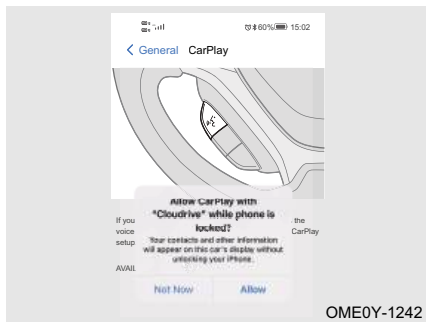 60% 15:02
General CarPlay
Allow CarPlay with
"Cloudrive" while phone is
locked?
Your contacts and other information
will appear on this car's display without
unlocking your iPhone.
If you the
voice CarPlay
setup
AVAIL
Not Now Allow
OME0Y-1242